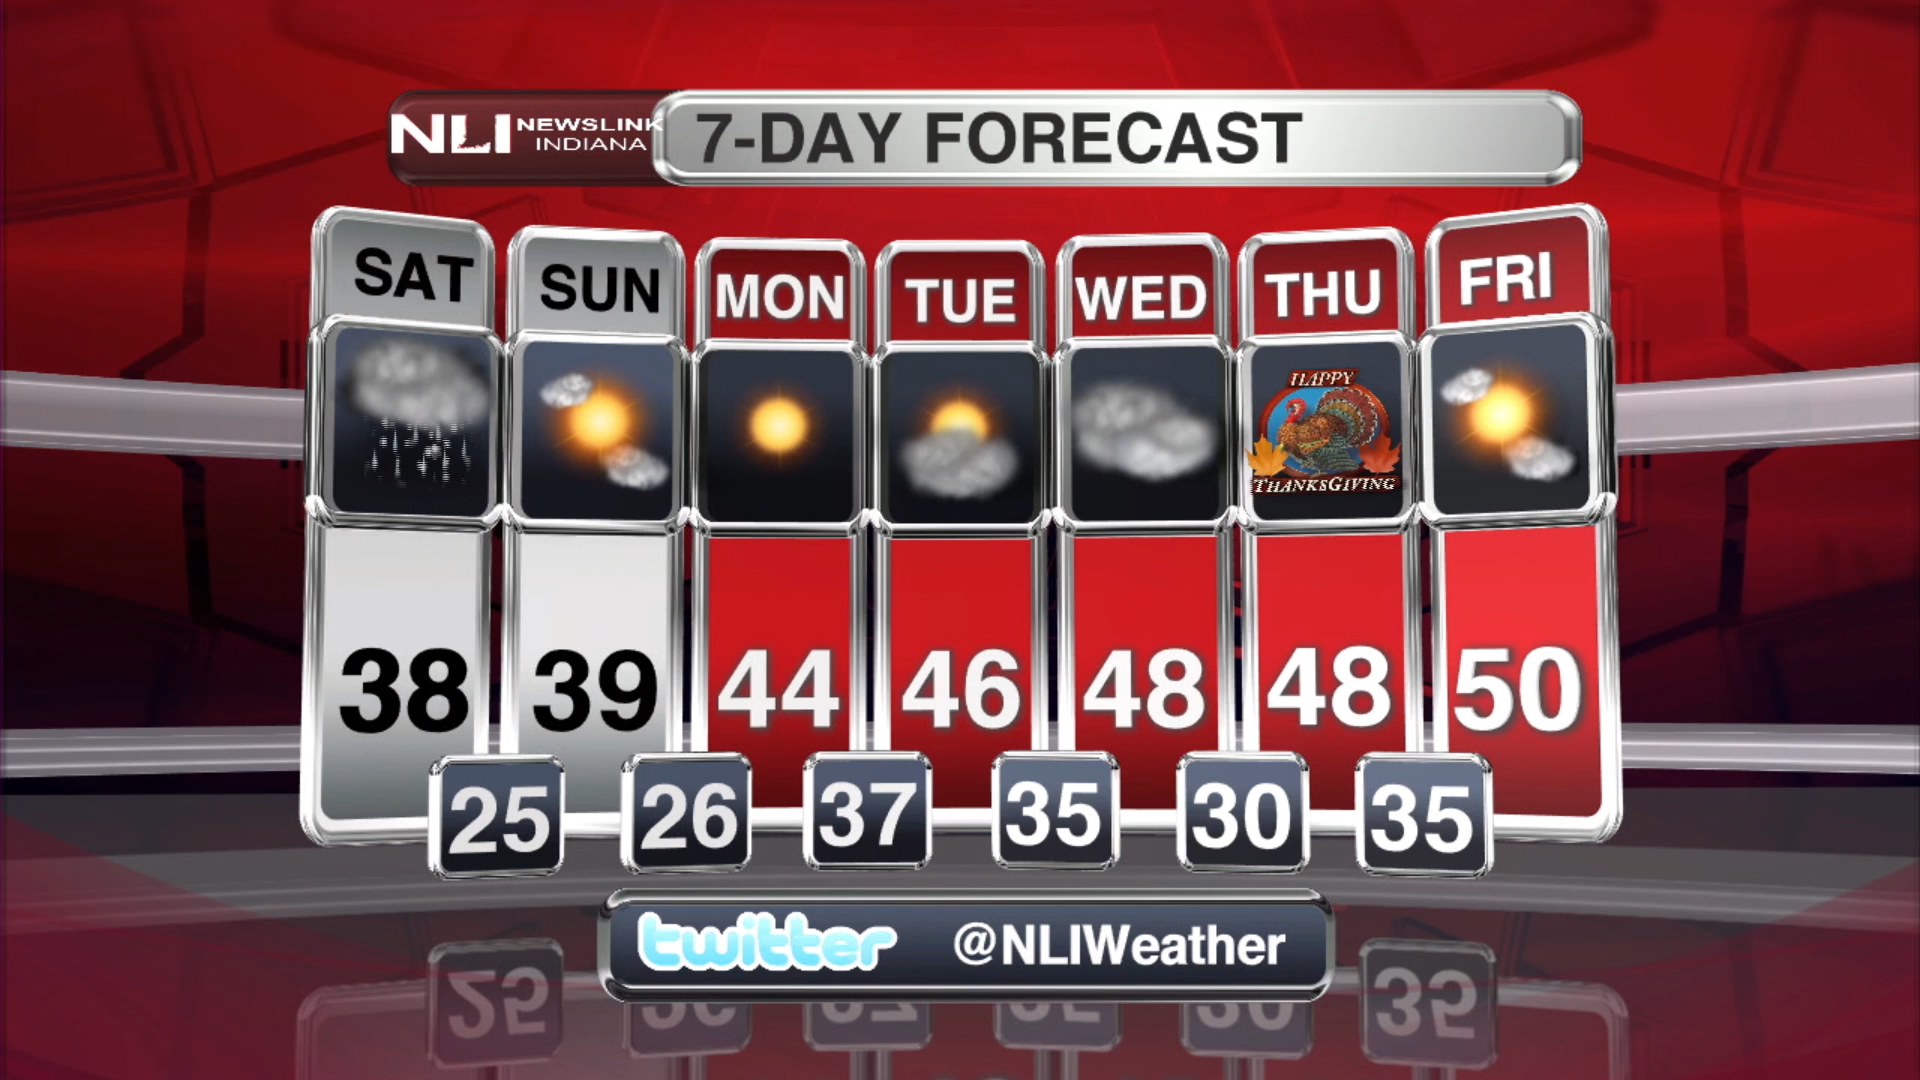 NLI NEWSLINK INDIANA
7-DAY FORECAST
SAT SUN MON TUE WED THU FRI
HAPPY
THANKSGIVING
38 39 44 46 48 48 50
25 26 37 35 30 35
twitter @NLIWeather